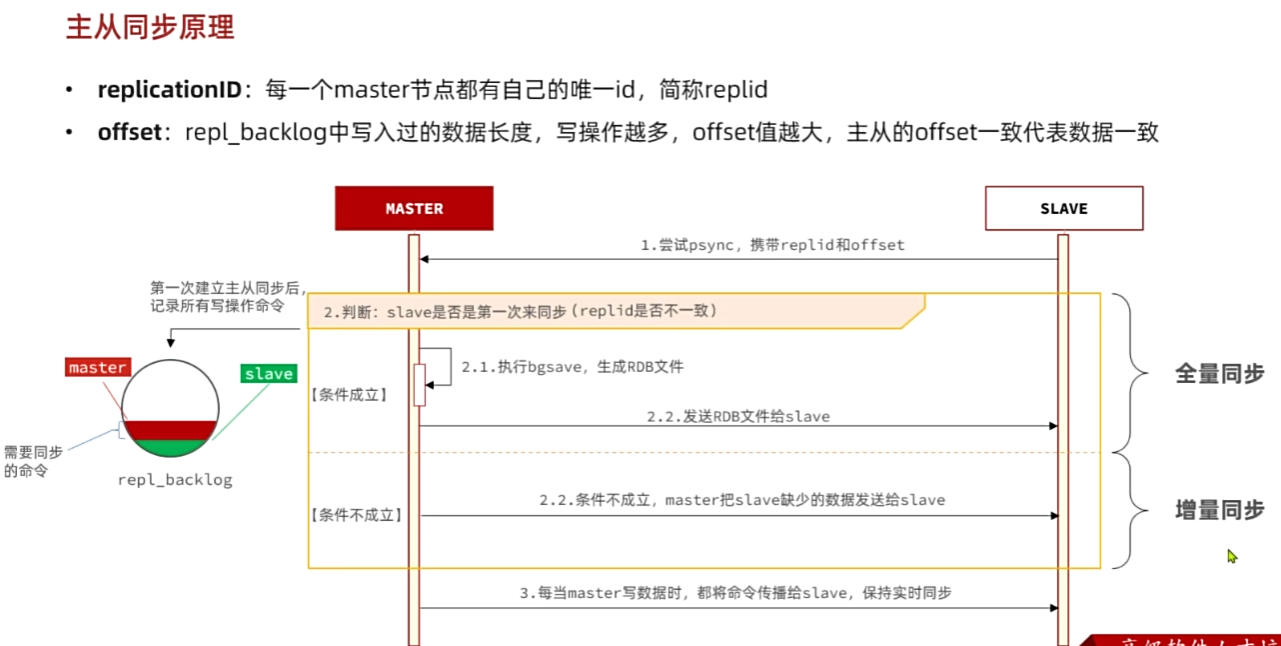 主从同步原理
• replicationID：每一个master节点都有自己的唯一id，简称replid
• offset：repl_backlog中写入过的数据长度，写操作越多，offset值越大，主从的offset一致代表数据一致
MASTER
SLAVE
1.尝试psync，携带replid和offset
第一次建立主从同步后，
记录所有写操作命令
2.判断：slave是否是第一次来同步(replid是否不一致)
master
slave
2.1.执行bgsave，生成RDB文件
全量同步
【条件成立】
2.2.发送RDB文件给slave
需要同步
的命令
repl_backlog
2.2.条件不成立，master把slave缺少的数据发送给slave
【条件不成立】
增量同步
3.每当master写数据时，都将命令传播给slave，保持实时同步